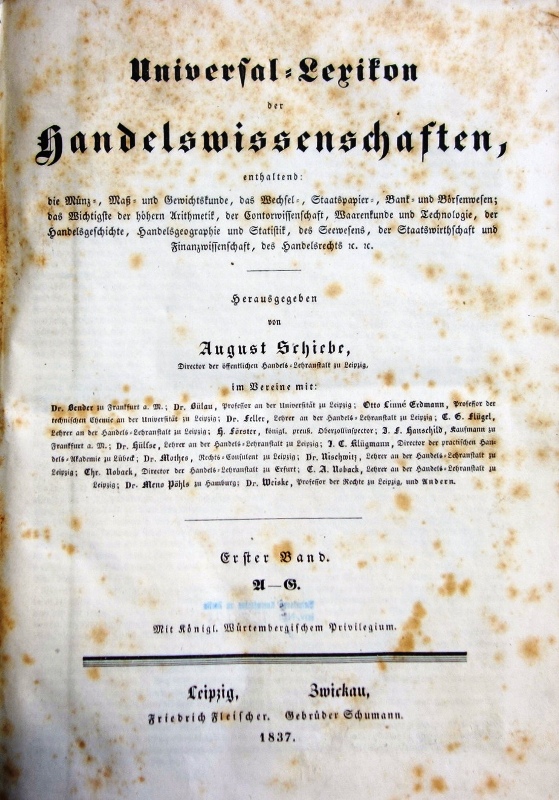 Universal-Lexikon
der
Handelswissenschaften,
enthaltend:
die Münz-, Maß- und Gewichtskunde, das Wechsel-, Staatspapier-, Bank- und Börsenwesen;
das Wichtigste der höhern Arithmetik, der Contorwissenschaft, Waarenkunde und Technologie, der
Handelsgeschichte, Handelsgeographie und Statistik, des Seewesens, der Staatswirthschaft und
Finanzwissenschaft, des Handelsrechts ꝛc. ꝛc.
Herausgegeben
von
August Schiebe,
Director der öffentlichen Handels-Lehranstalt zu Leipzig,
im Vereine mit:
Dr. Bender zu Frankfurt a. M.; Dr. Bülau, Professor an der Universität zu Leipzig; Otto Linné Erdmann, Professor der
technischen Chemie an der Universität zu Leipzig; Dr. Feller, Lehrer an der Handels-Lehranstalt zu Leipzig; C. G. Flügel,
Lehrer an der Handels-Lehranstalt zu Leipzig; H. Förster, königl. preuß. Oberzollinspector; J. F. Hanschild, Kaufmann zu
Frankfurt a. M.; Dr. Hülsse, Lehrer an der Handels-Lehranstalt zu Leipzig; J. C. Klügmann, Director der practischen Han-
dels-Akademie zu Lübeck; Dr. Mothes, Rechts-Consulent zu Leipzig; Dr. Nischwitz, Lehrer an der Handels-Lehranstalt zu
Leipzig; Chr. Noback, Director der Handels-Lehranstalt zu Erfurt; C. A. Noback, Lehrer an der Handels-Lehranstalt zu
Leipzig; Dr. Meno Pöhls zu Hamburg; Dr. Weiske, Professor der Rechte zu Leipzig, und Andern.
Erster Band.
A—G.
Mit Königl. Würtembergischem Privilegium.
Leipzig, Zwickau,
Friedrich Fleischer. Gebrüder Schumann.
1837.